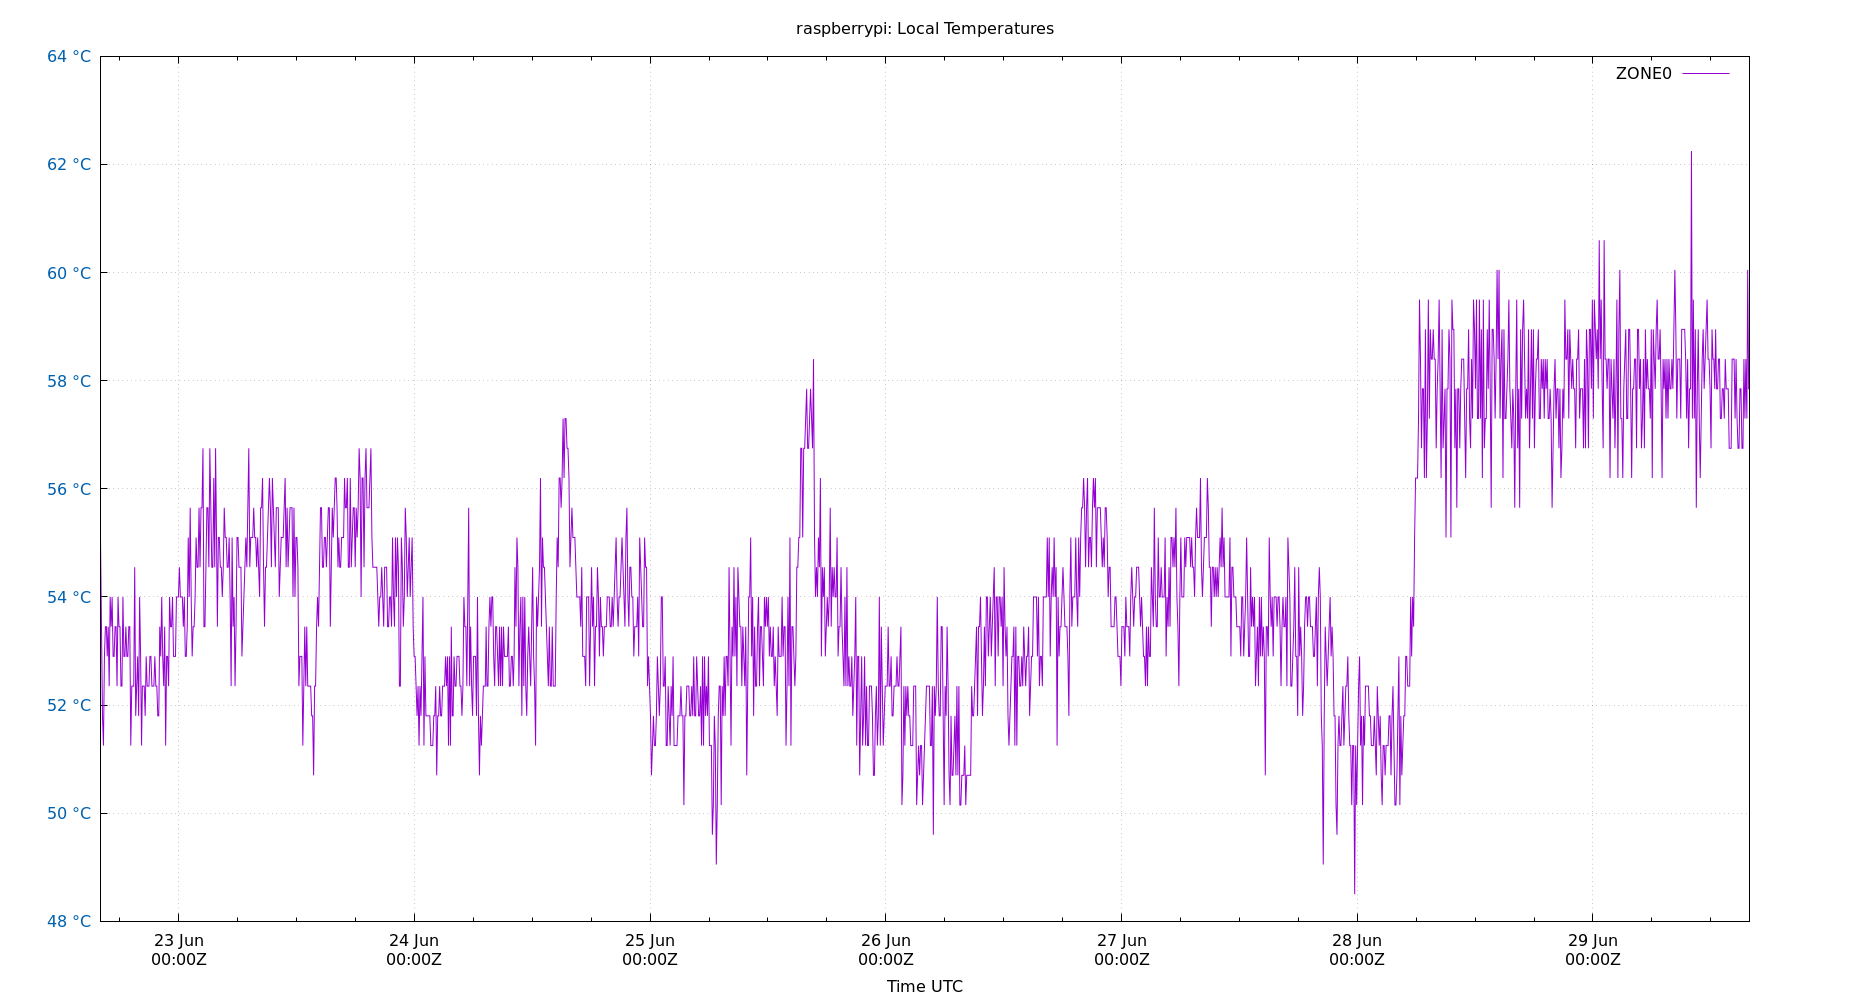 raspberrypi: Local Temperatures
64 °C
ZONE0
62 °C
60 °C
58 °C
56 °C
54 °C
52 °C
50 °C
48 °C
23 Jun 24 Jun 25 Jun 26 Jun 27 Jun 28 Jun 29 Jun
00:00Z 00:00Z 00:00Z 00:00Z 00:00Z 00:00Z 00:00Z
Time UTC